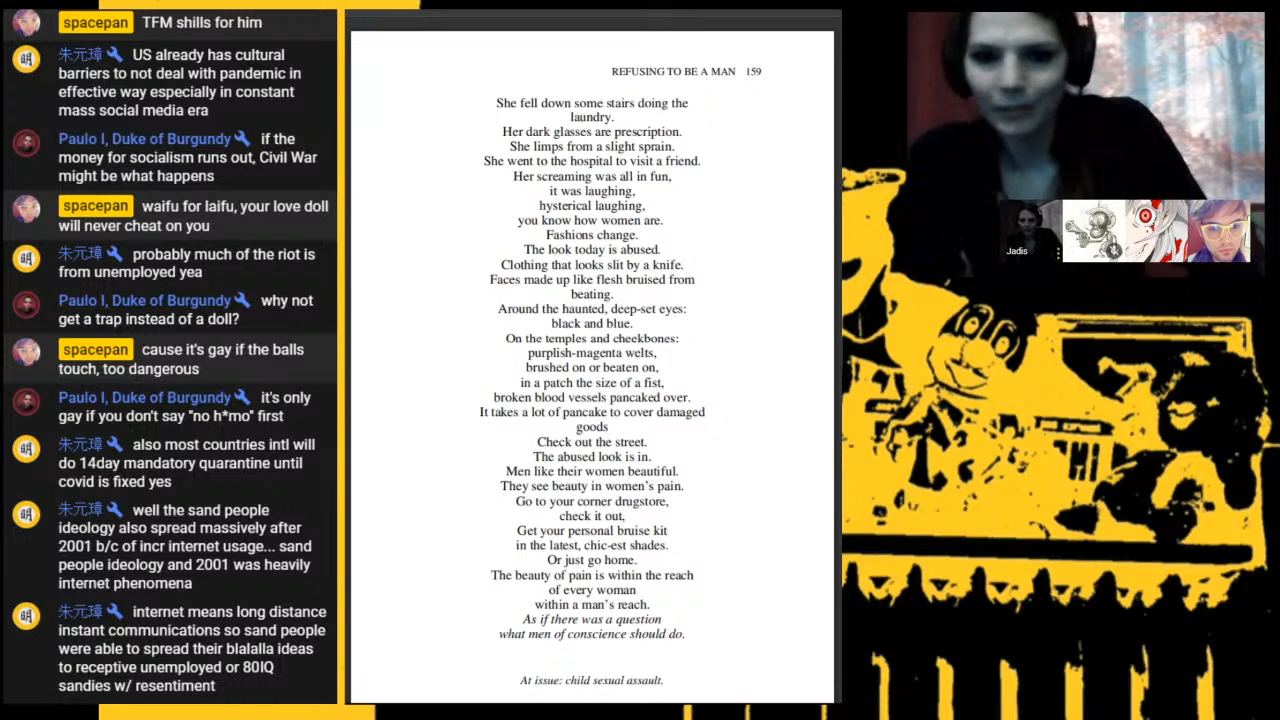 spacepan TFM shills for him
朱元璋 US already has cultural
barriers to not deal with pandemic in
effective way especially in constant
mass social media era
Paulo I, Duke of Burgundy if the
money for socialism runs out, Civil War
might be what happens
spacepan waifu for laifu, your love doll
will never cheat on you
朱元璋 probably much of the riot is
from unemployed yea
Paulo I, Duke of Burgundy why not
get a trap instead of a doll?
spacepan cause it's gay if the balls
touch, too dangerous
Paulo I, Duke of Burgundy it's only
gay if you don't say "no h*mo" first
朱元璋 also most countries intl will
do 14day mandatory quarantine until
covid is fixed yes
朱元璋 well the sand people
ideology also spread massively after
2001 b/c of incr internet usage... sand
people ideology and 2001 was heavily
internet phenomena
朱元璋 internet means long distance
instant communications so sand people
were able to spread their blalalla ideas
to receptive unemployed or 80IQ
sandies w/ resentiment
明
明
明
明
明
REFUSING TO BE A MAN 159
She fell down some stairs doing the
laundry.
Her dark glasses are prescription.
She limps from a slight sprain.
She went to the hospital to visit a friend.
Her screaming was all in fun,
it was laughing,
hysterical laughing,
you know how women are.
Fashions change.
The look today is abused.
Clothing that looks slit by a knife.
Faces made up like flesh bruised from
beating.
Around the haunted, deep-set eyes:
black and blue.
On the temples and cheekbones:
purplish-magenta welts,
brushed on or beaten on,
in a patch the size of a fist,
broken blood vessels pancaked over.
It takes a lot of pancake to cover damaged
goods
Check out the street.
The abused look is in.
Men like their women beautiful.
They see beauty in women's pain.
Go to your corner drugstore,
check it out,
Get your personal bruise kit
in the latest, chic-est shades.
Or just go home.
The beauty of pain is within the reach
of every woman
within a man's reach.
As if there was a question
what men of conscience should do.
At issue: child sexual assault.
Jadis